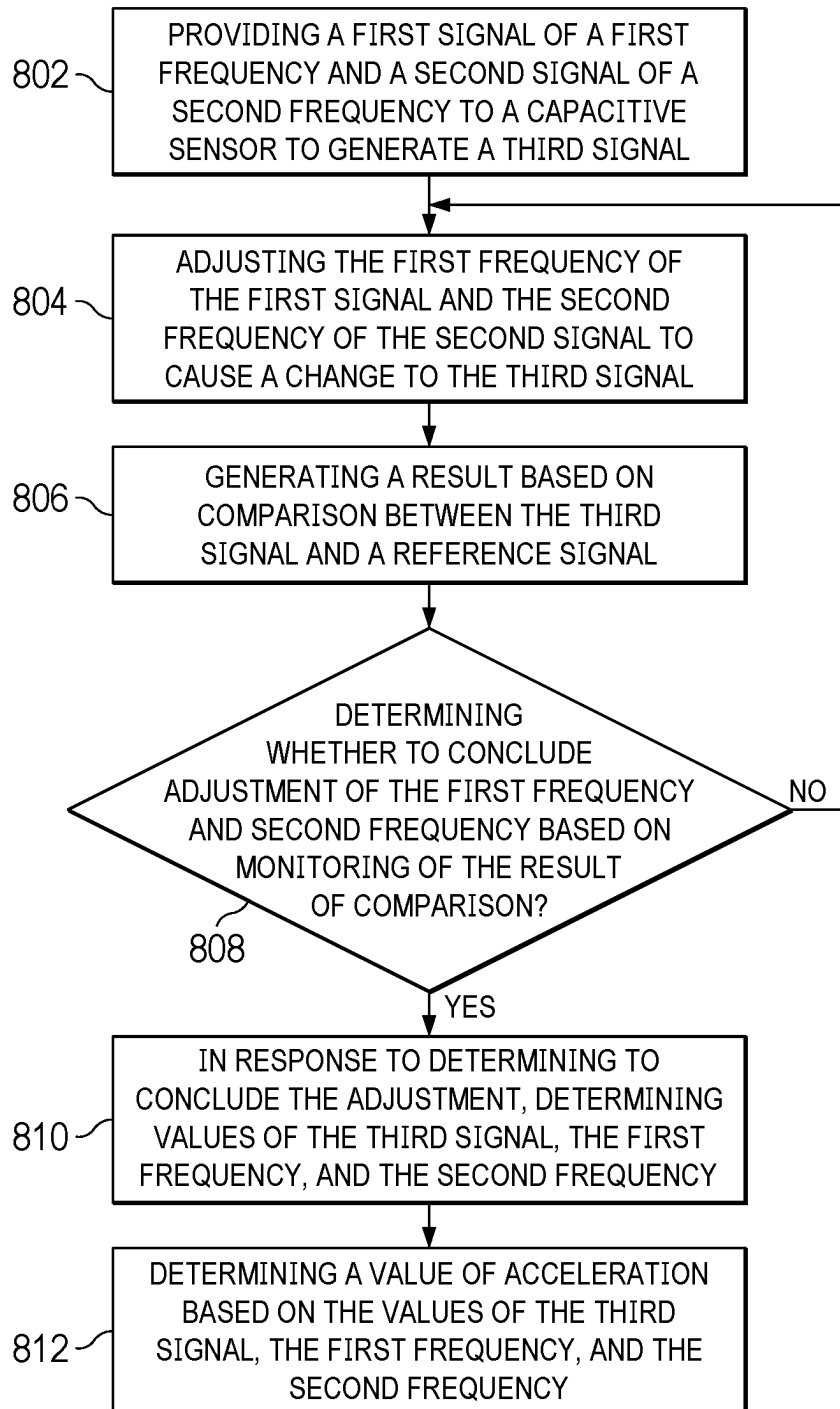 802
PROVIDING A FIRST SIGNAL OF A FIRST
FREQUENCY AND A SECOND SIGNAL OF A
SECOND FREQUENCY TO A CAPACITIVE
SENSOR TO GENERATE A THIRD SIGNAL
804
ADJUSTING THE FIRST FREQUENCY OF
THE FIRST SIGNAL AND THE SECOND
FREQUENCY OF THE SECOND SIGNAL TO
CAUSE A CHANGE TO THE THIRD SIGNAL
806
GENERATING A RESULT BASED ON
COMPARISON BETWEEN THE THIRD
SIGNAL AND A REFERENCE SIGNAL
DETERMINING
WHETHER TO CONCLUDE
ADJUSTMENT OF THE FIRST FREQUENCY
AND SECOND FREQUENCY BASED ON
MONITORING OF THE RESULT
OF COMPARISON?
NO
808
YES
810
IN RESPONSE TO DETERMINING TO
CONCLUDE THE ADJUSTMENT, DETERMINING
VALUES OF THE THIRD SIGNAL, THE FIRST
FREQUENCY, AND THE SECOND FREQUENCY
812
DETERMINING A VALUE OF ACCELERATION
BASED ON THE VALUES OF THE THIRD
SIGNAL, THE FIRST FREQUENCY, AND THE
SECOND FREQUENCY